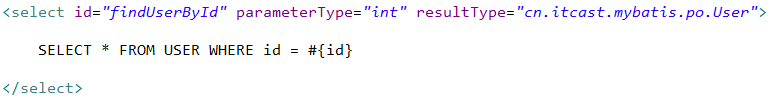 <select id="findUserById" parameterType="int" resultType="cn.itcast.mybatis.po.User">
SELECT * FROM USER WHERE id = #{id}
</select>